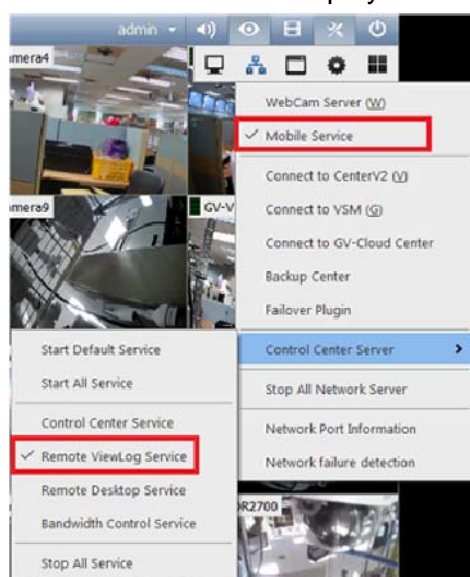 admin
mera4
WebCam Server (W)
✓ Mobile Service
Connect to CenterV2 (V)
mera9
GV-V
Connect to VSM (G)
Connect to GV-Cloud Center
Backup Center
Failover Plugin
Control Center Server
Stop All Network Server
Network Port Information
Network failure detection
Start Default Service
Start All Service
Control Center Service
✓ Remote ViewLog Service
Remote Desktop Service
Bandwidth Control Service
Stop All Service
R2700